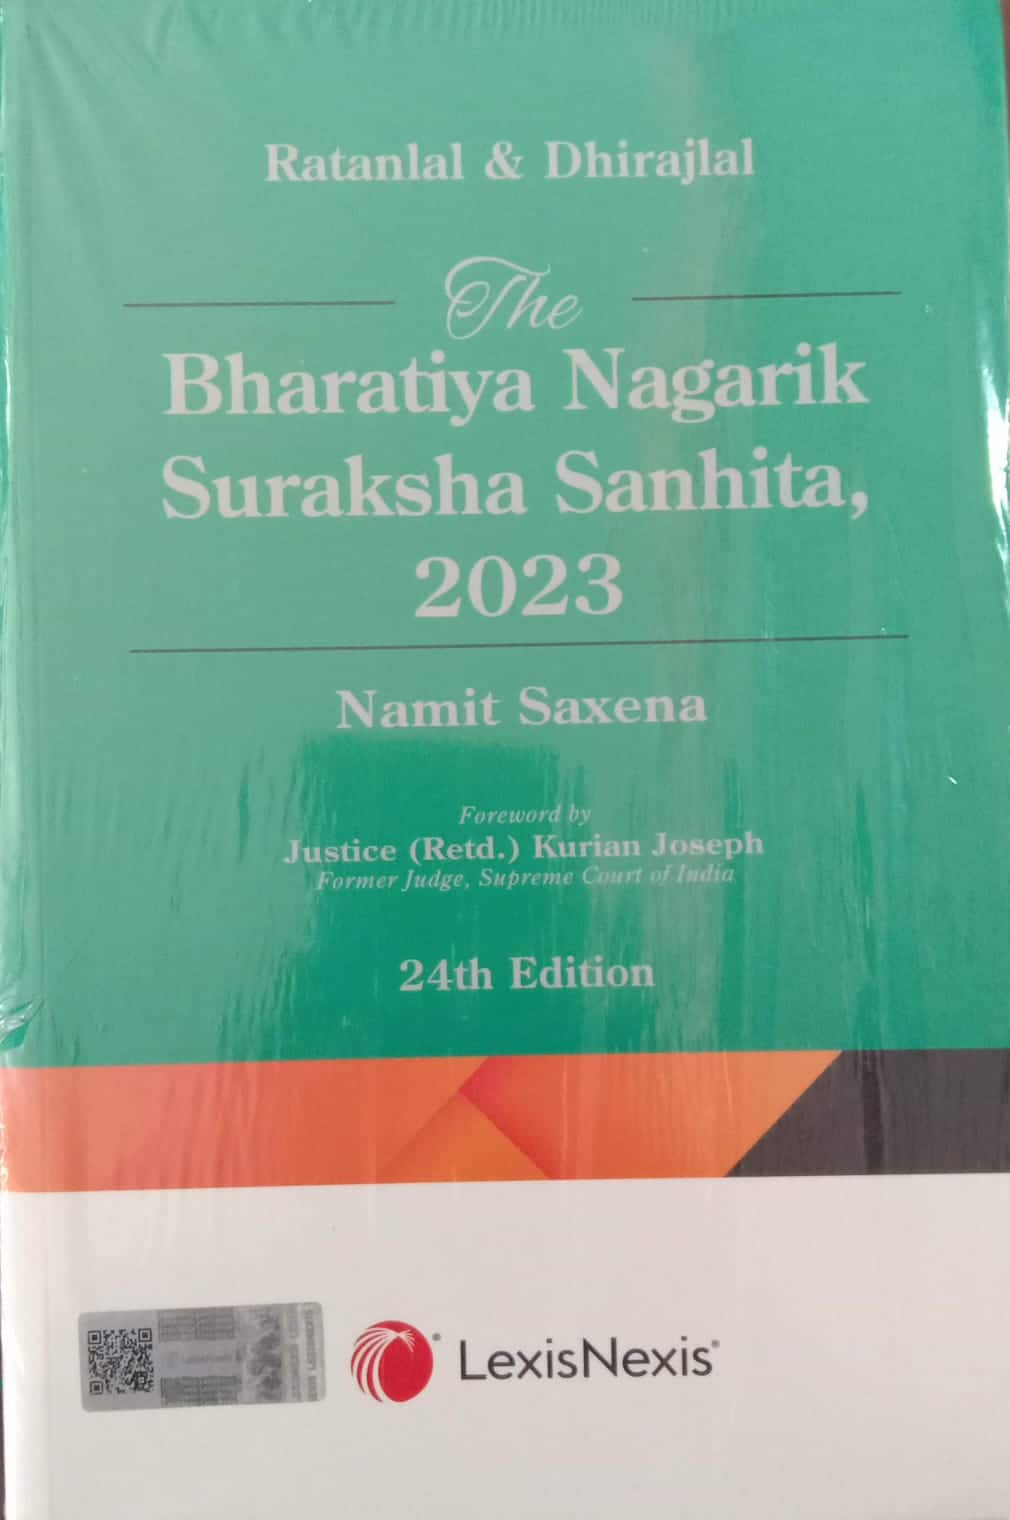 Ratanlal & Dhirajlal
The
Bharatiya Nagarik
Suraksha Sanhita,
2023
Namit Saxena
Foreword by
Justice (Retd.) Kurian Joseph
Former Judge, Supreme Court of India
24th Edition
LexisNexis®